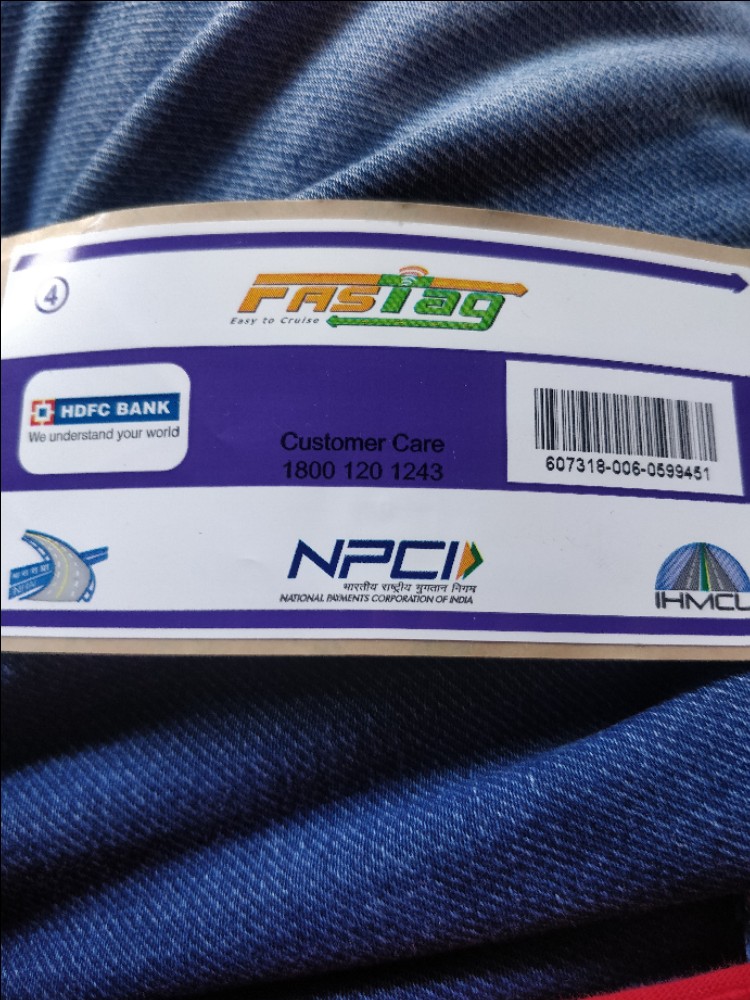 4
FASTag
Easy to Cruise
HDFC BANK
We understand your world
Customer Care
1800 120 1243
607318-006-0599451
NPCI
भारतीय राष्ट्रीय भुगतान निगम
NATIONAL PAYMENTS CORPORATION OF INDIA
भा रा रा प्रा
NHAI
IHMCL